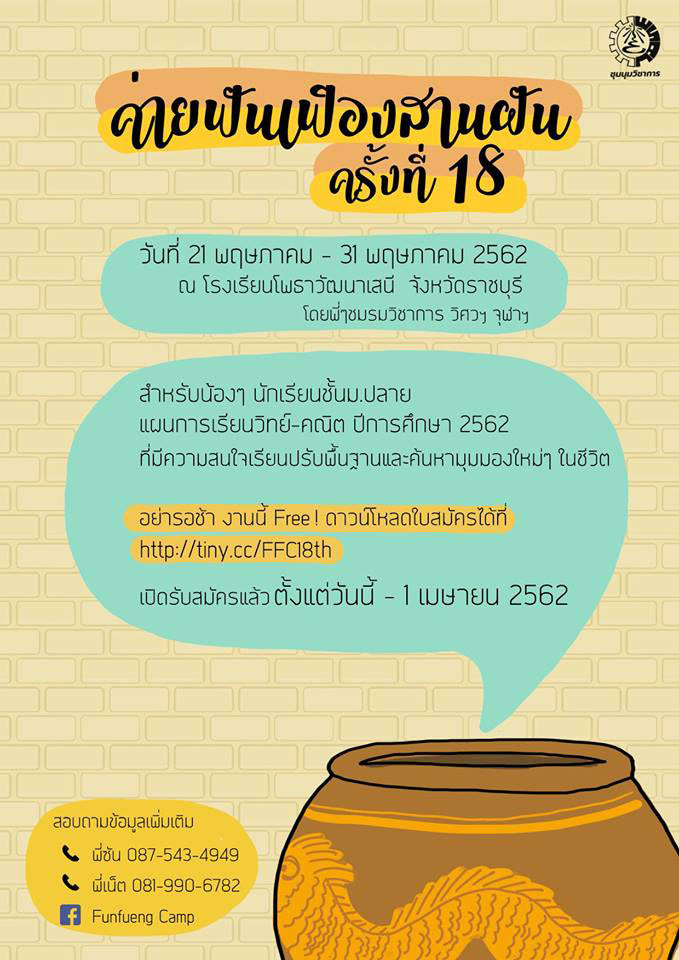 ชุมนุมวิชาการ
ค่ายฟันเฟืองสานฝัน
ครั้งที่ 18
วันที่ 21 พฤษภาคม - 31 พฤษภาคม 2562
ณ โรงเรียนโพธาวัฒนาเสนี จังหวัดราชบุรี
โดยพี่ๆชมรมวิชาการ วิศวฯ จุฬาฯ
สำหรับน้องๆ นักเรียนชั้นม.ปลาย
แผนการเรียนวิทย์-คณิต ปีการศึกษา 2562
ที่มีความสนใจเรียนปรับพื้นฐานและค้นหามุมมองใหม่ๆ ในชีวิต
อย่ารอช้า งานนี้ Free! ดาวน์โหลดใบสมัครได้ที่
http://tiny.cc/FFC18th
เปิดรับสมัครแล้ว ตั้งแต่วันนี้ - 1 เมษายน 2562
สอบถามข้อมูลเพิ่มเติม
พี่ซัน 087-543-4949
พี่เน็ต 081-990-6782
Funfueng Camp